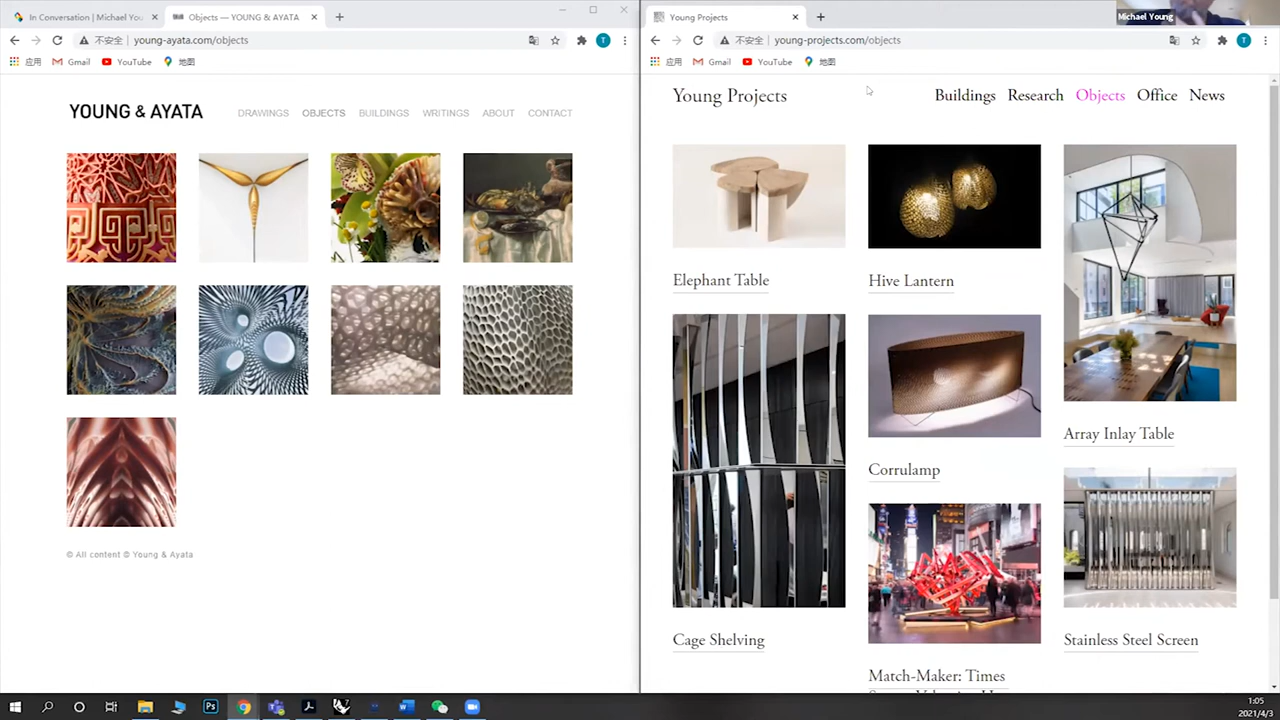 In Conversation | Michael You
Objects — YOUNG & AYATA
不安全
young-ayata.com/objects
T
应用
Gmail
YouTube
地图
YOUNG & AYATA
DRAWINGS
OBJECTS
BUILDINGS
WRITINGS
ABOUT
CONTACT
© All content © Young & Ayata
Young Projects
Michael Young
不安全
young-projects.com/objects
T
应用
Gmail
YouTube
地图
Young Projects
Buildings
Research
Objects
Office
News
Elephant Table
Hive Lantern
Array Inlay Table
Corrulamp
Cage Shelving
Stainless Steel Screen
Match-Maker: Times
Ps
W
1:05
2021/4/3